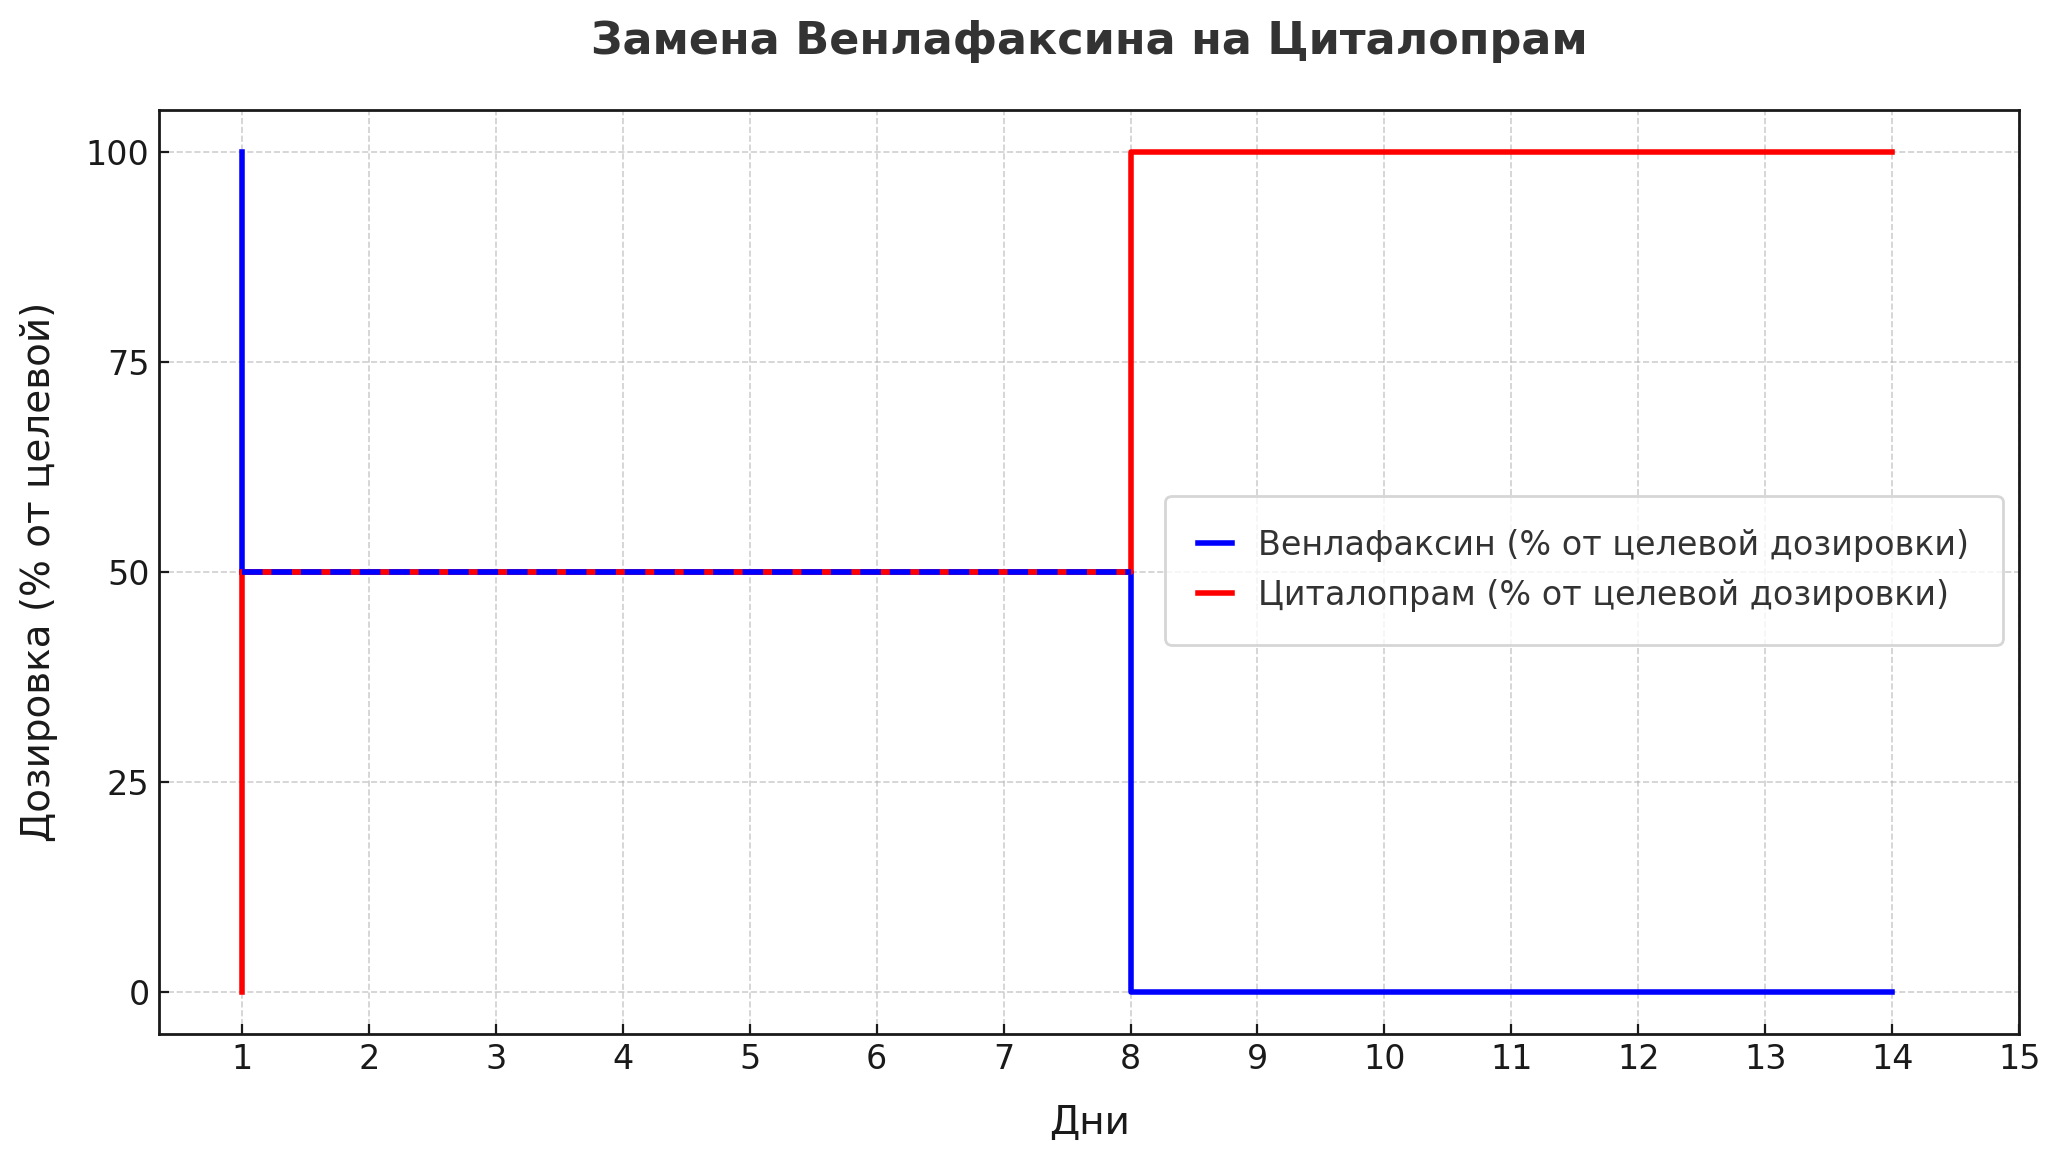 Замена Венлафаксина на Циталопрам
Дозировка (% от целевой)
100
75
50
25
0
Венлафаксин (% от целевой дозировки)
Циталопрам (% от целевой дозировки)
1 2 3 4 5 6 7 8 9 10 11 12 13 14 15
Дни